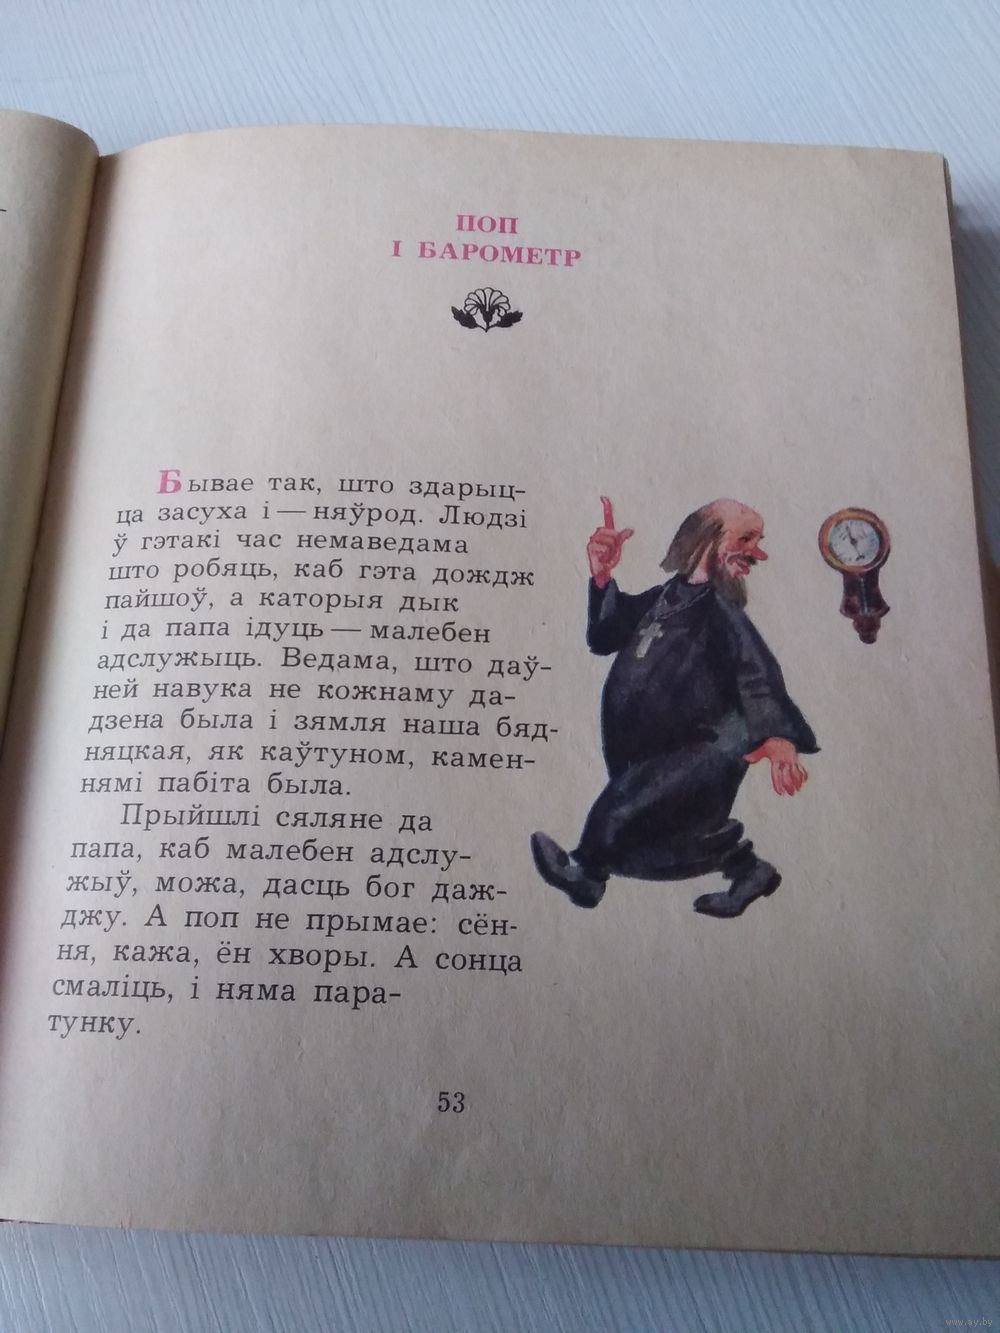 ПОП
І БАРОМЕТР
Бывае так, што здарыц-
ца засуха і — няўрод. Людзі
ў гэтакі час немаведама
што робяць, каб гэта дождж
пайшоў, а каторыя дык
і да папа ідуць — малебен
адслужыць. Ведама, што даў-
ней навука не кожнаму да-
дзена была і зямля наша бяд-
няцкая, як каўтуном, камен-
нямі пабіта была.
Прыйшлі сяляне да
папа, каб малебен адслу-
жыў, можа, дасць бог даж-
джу. А поп не прымае: сён-
ня, кажа, ён хворы. А сонца
смаліць, і няма пара-
тунку.
53
www.ay.by